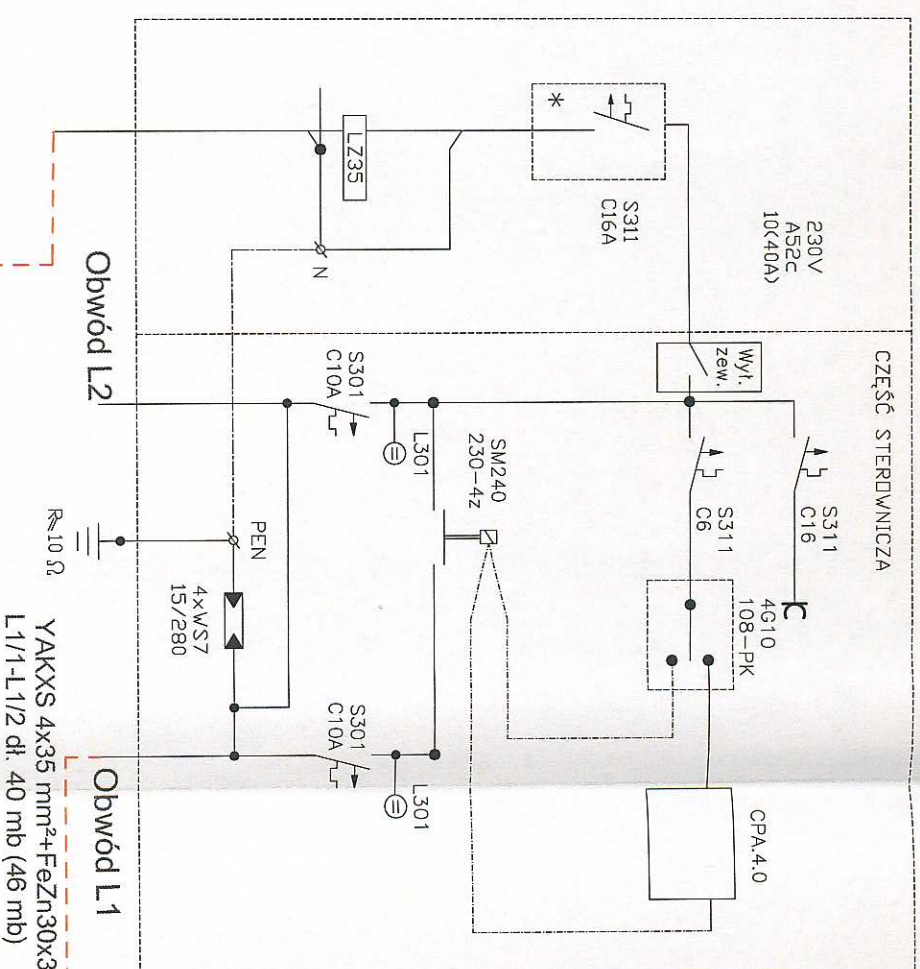 CZĘŚĆ STEROWNICZA
230V
A52c
10(40A)
*
S311
C16A
LZ35
N
Wył.
zew.
S311
C16
S311
C6
4G10
108-PK
CPA.4.0
SM240
230-4z
L301
S301
C10A
L301
S301
C10A
PEN
4xWS7
15/280
R≤10 Ω
Obwód L2
Obwód L1
YAKXS 4x35 mm²+FeZn30x3
L1/1-L1/2 dł. 40 mb (46 mb)